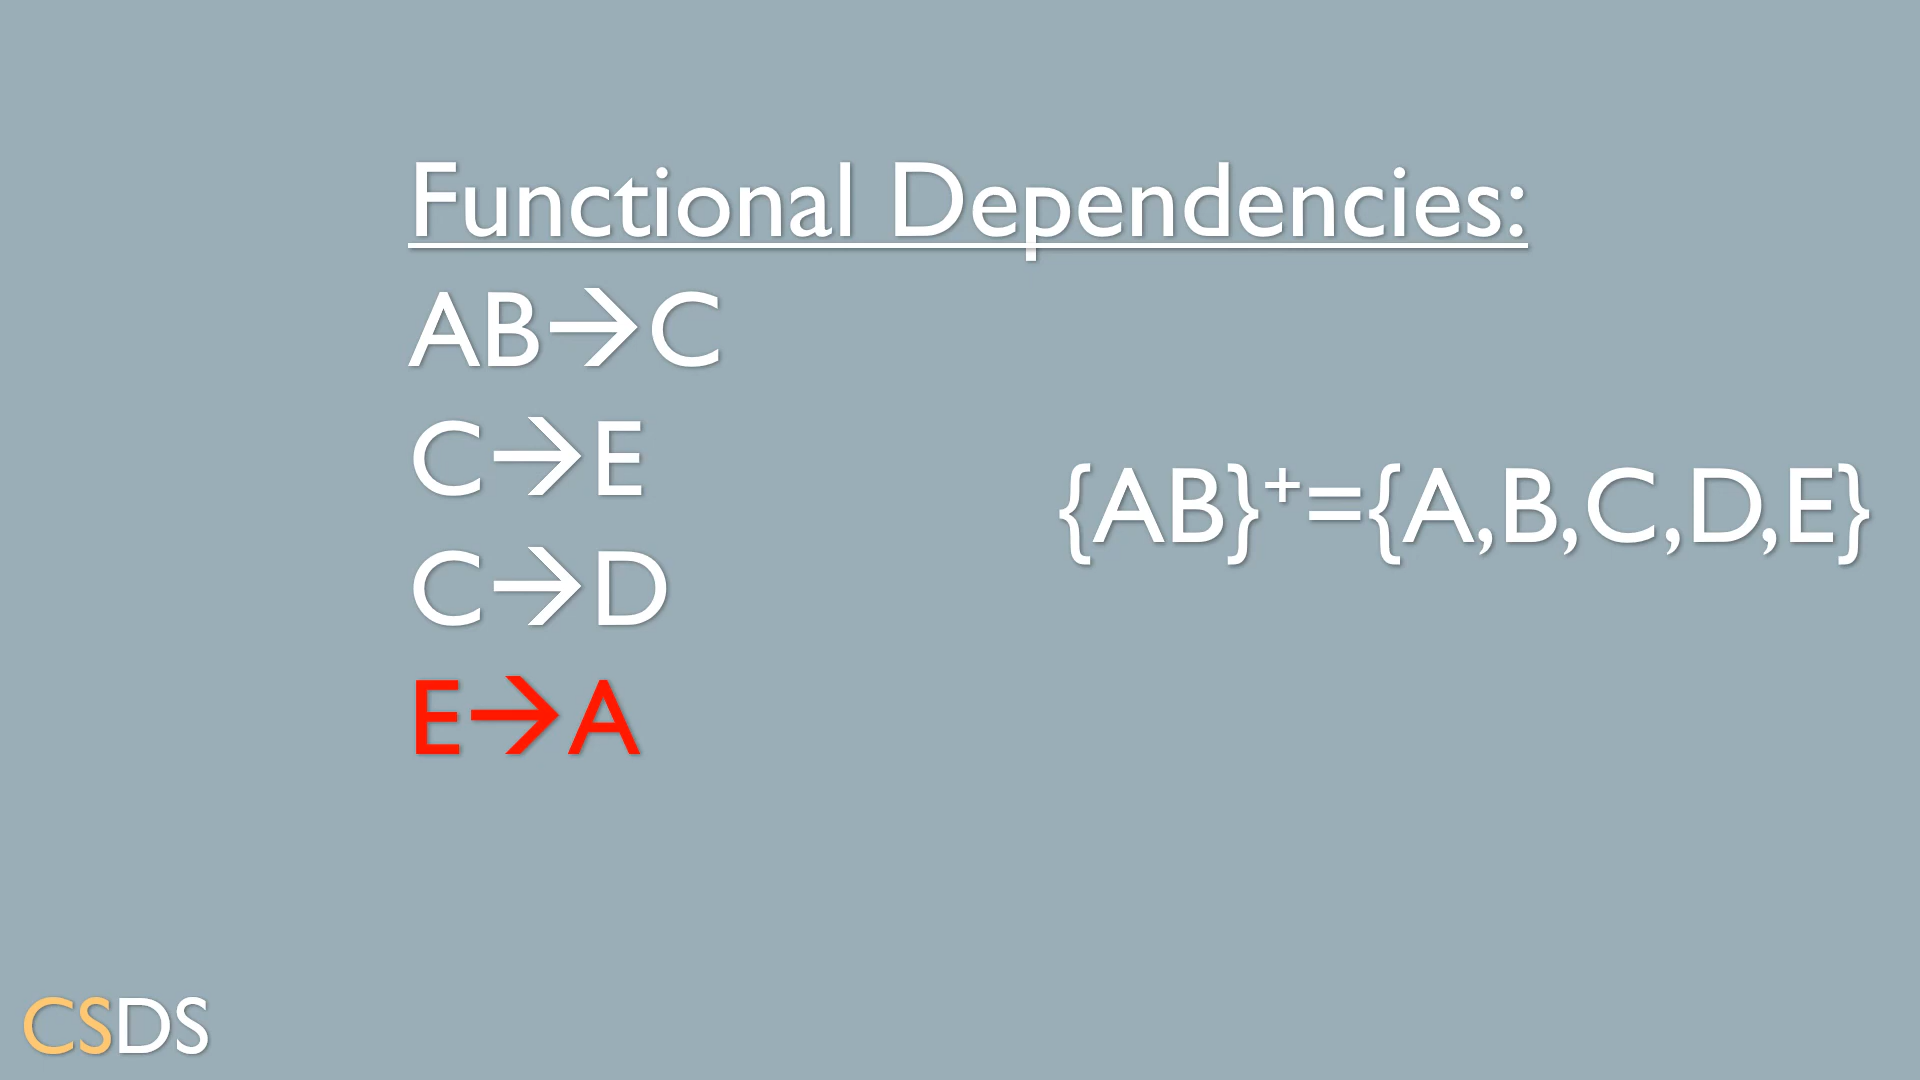 Functional Dependencies:
AB→C
C→E
{AB}⁺={A,B,C,D,E}
C→D
E→A
CSDS